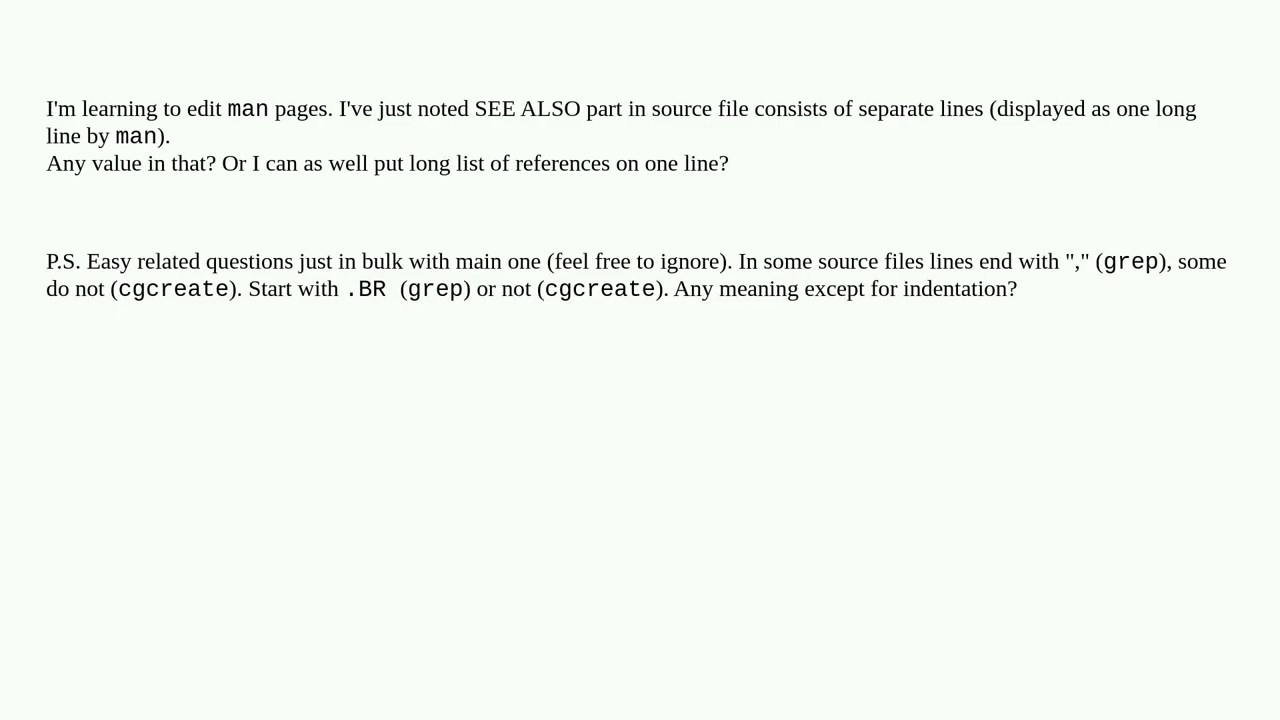 I'm learning to edit man pages. I've just noted SEE ALSO part in source file consists of separate lines (displayed as one long
line by man).
Any value in that? Or I can as well put long list of references on one line?
P.S. Easy related questions just in bulk with main one (feel free to ignore). In some source files lines end with "," (grep), some
do not (cgcreate). Start with .BR (grep) or not (cgcreate). Any meaning except for indentation?